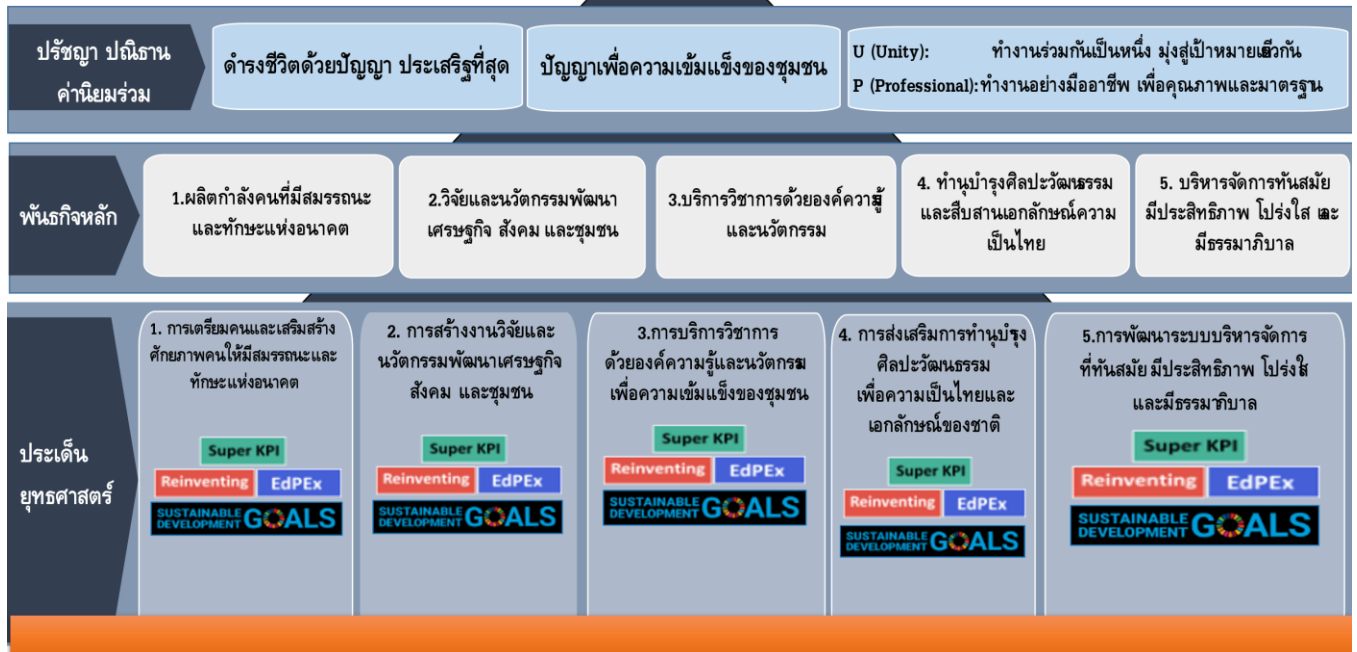 ปรัชญา ปณิธาน
ค่านิยมร่วม
ดำรงชีวิตด้วยปัญญา ประเสริฐที่สุด
ปัญญาเพื่อความเข้มแข็งของชุมชน
U (Unity): ทำงานร่วมกันเป็นหนึ่ง มุ่งสู่เป้าหมายเดียวกัน
P (Professional): ทำงานอย่างมืออาชีพ เพื่อคุณภาพและมาตรฐาน
พันธกิจหลัก
1.ผลิตกำลังคนที่มีสมรรถนะ
และทักษะแห่งอนาคต
2.วิจัยและนวัตกรรมพัฒนา
เศรษฐกิจ สังคม และชุมชน
3.บริการวิชาการด้วยองค์ความรู้
และนวัตกรรม
4. ทำนุบำรุงศิลปะวัฒนธรรม
และสืบสานเอกลักษณ์ความ
เป็นไทย
5. บริหารจัดการทันสมัย
มีประสิทธิภาพ โปร่งใส และ
มีธรรมาภิบาล
ประเด็น
ยุทธศาสตร์
1. การเตรียมคนและเสริมสร้าง
ศักยภาพคนให้มีสมรรถนะและ
ทักษะแห่งอนาคต
Super KPI
Reinventing EdPEx
SUSTAINABLE DEVELOPMENT GOALS
2. การสร้างงานวิจัยและ
นวัตกรรมพัฒนาเศรษฐกิจ
สังคม และชุมชน
Super KPI
Reinventing EdPEx
SUSTAINABLE DEVELOPMENT GOALS
3.การบริการวิชาการ
ด้วยองค์ความรู้และนวัตกรรม
เพื่อความเข้มแข็งของชุมชน
Super KPI
Reinventing EdPEx
SUSTAINABLE DEVELOPMENT GOALS
4. การส่งเสริมการทำนุบำรุง
ศิลปะวัฒนธรรม
เพื่อความเป็นไทยและ
เอกลักษณ์ของชาติ
Super KPI
Reinventing EdPEx
SUSTAINABLE DEVELOPMENT GOALS
5.การพัฒนาระบบบริหารจัดการ
ที่ทันสมัย มีประสิทธิภาพ โปร่งใส
และมีธรรมาภิบาล
Super KPI
Reinventing EdPEx
SUSTAINABLE DEVELOPMENT GOALS